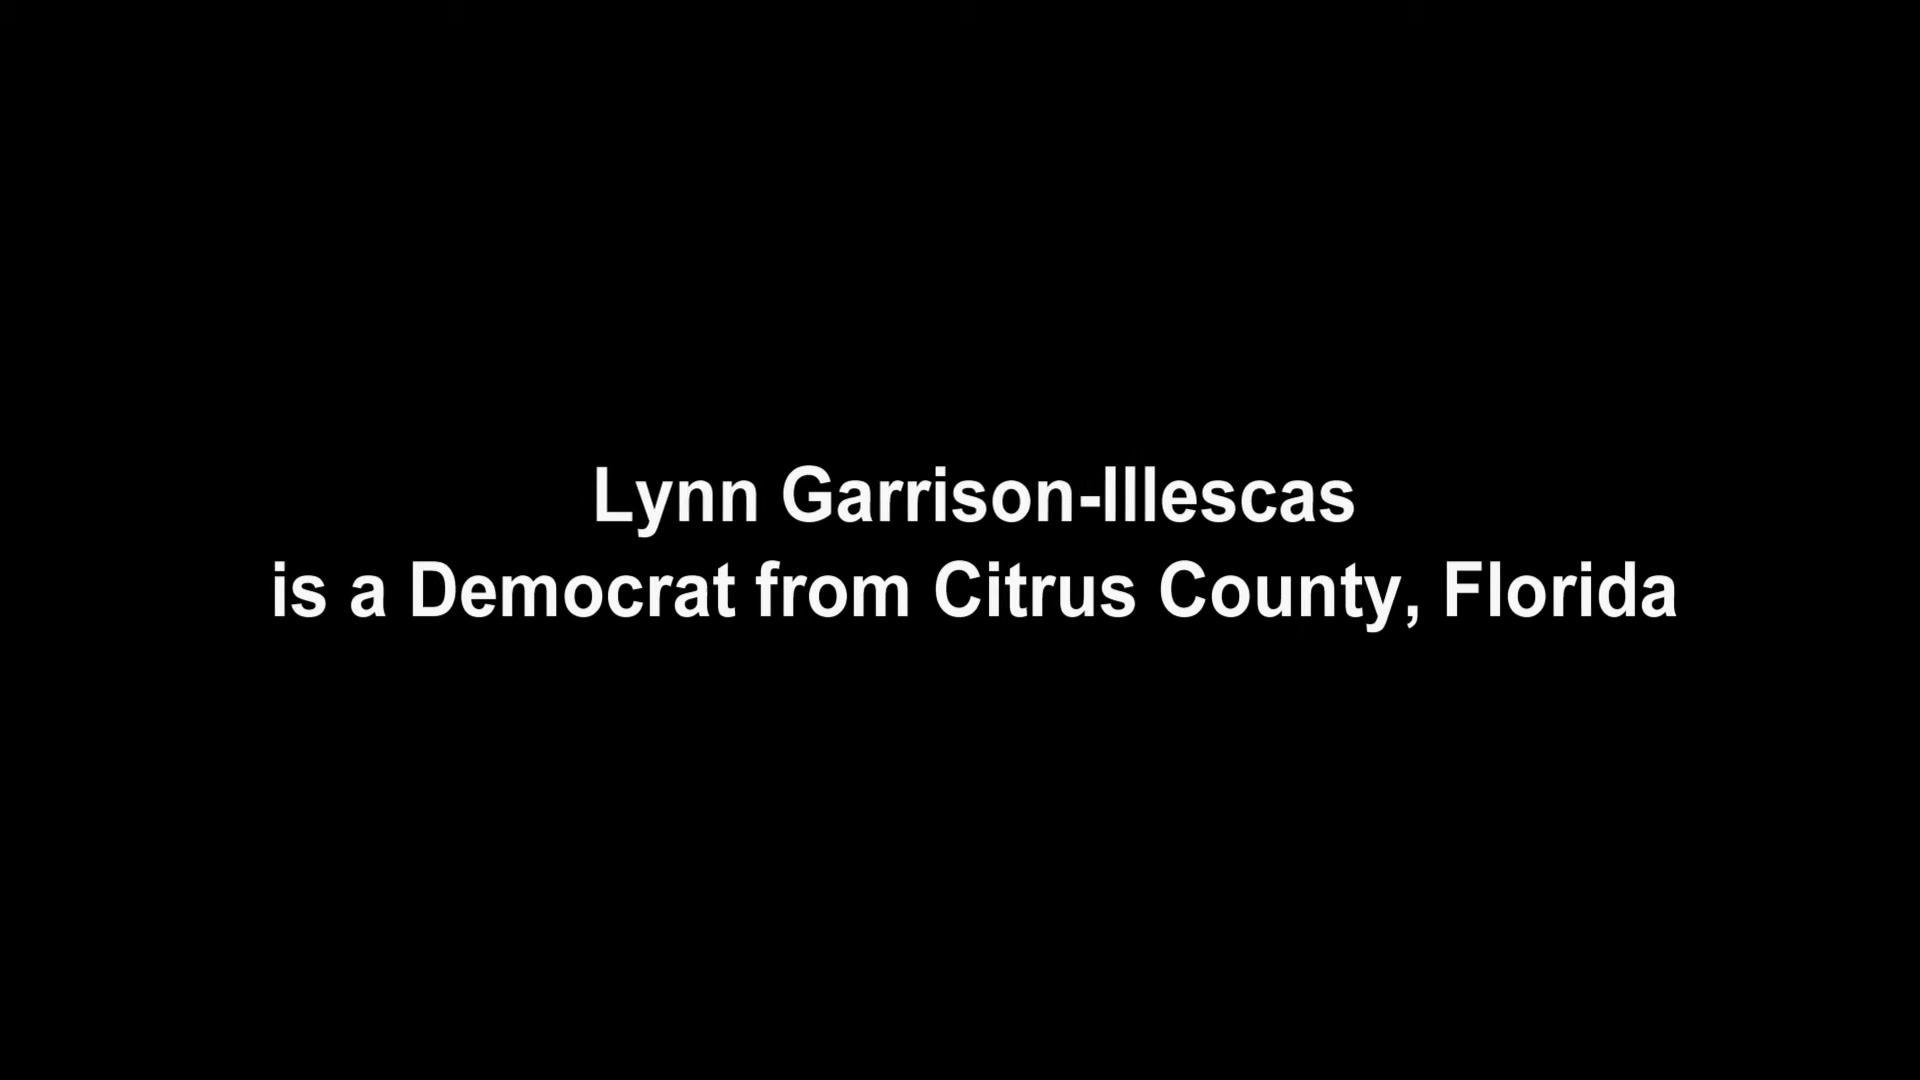 Lynn Garrison-Illescas
is a Democrat from Citrus County, Florida